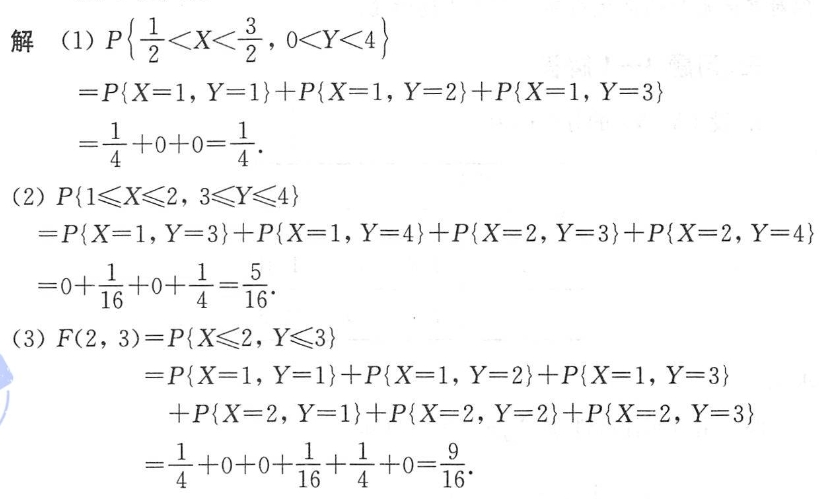 解 (1) P{1/2<X<3/2, 0<Y<4}
=P{X=1, Y=1}+P{X=1, Y=2}+P{X=1, Y=3}
=1/4+0+0=1/4.
(2) P{1⩽X⩽2, 3⩽Y⩽4}
=P{X=1, Y=3}+P{X=1, Y=4}+P{X=2, Y=3}+P{X=2, Y=4}
=0+1/16+0+1/4=5/16.
(3) F(2, 3)=P{X⩽2, Y⩽3}
=P{X=1, Y=1}+P{X=1, Y=2}+P{X=1, Y=3}
+P{X=2, Y=1}+P{X=2, Y=2}+P{X=2, Y=3}
=1/4+0+0+1/16+1/4+0=9/16.